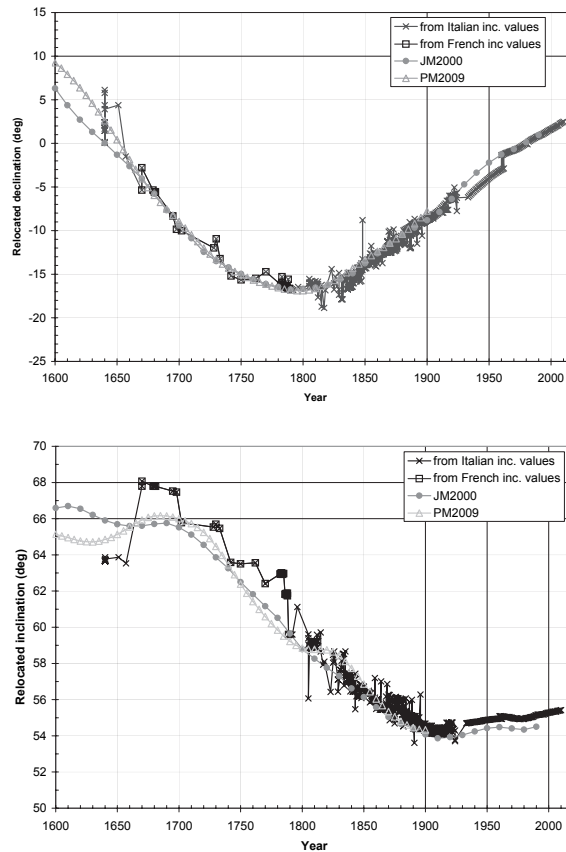 15
10
5
0
-5
-10
-15
-20
-25
Relocated declination (deg)
from Italian inc. values
from French inc values
JM2000
PM2009
1600 1650 1700 1750 1800 1850 1900 1950 2000
Year
70
68
66
64
62
60
58
56
54
52
50
Relocated inclination (deg)
from Italian inc. values
from French inc. values
JM2000
PM2009
1600 1650 1700 1750 1800 1850 1900 1950 2000
Year